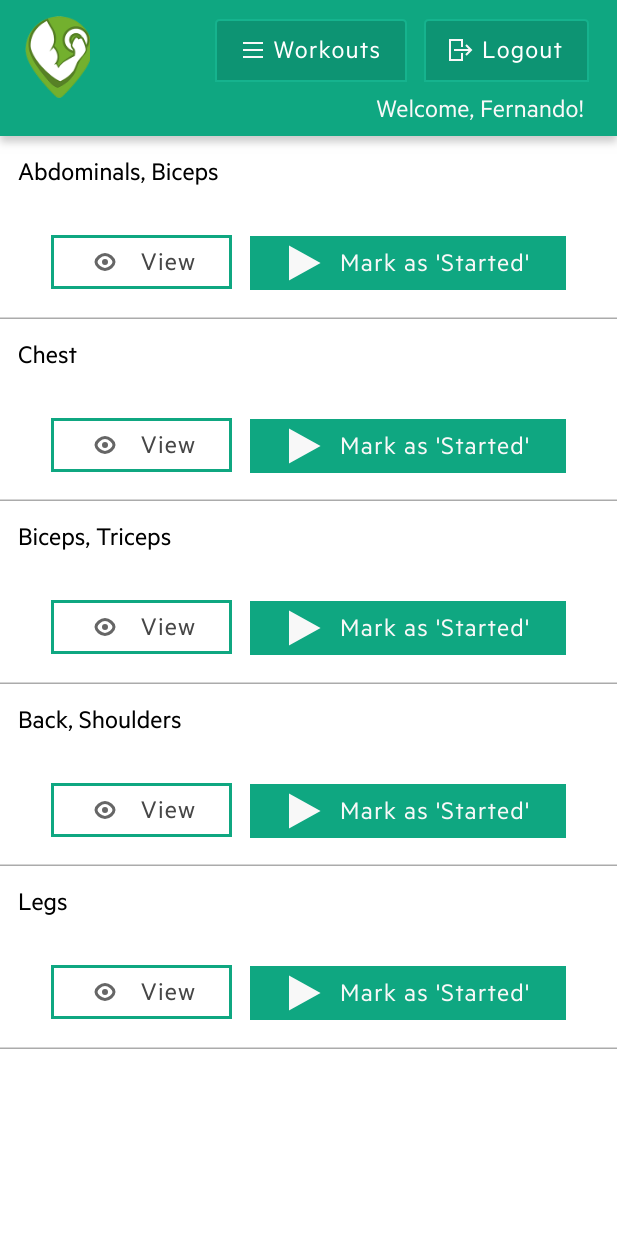 Workouts
Logout
Welcome, Fernando!
Abdominals, Biceps
View
Mark as 'Started'
Chest
View
Mark as 'Started'
Biceps, Triceps
View
Mark as 'Started'
Back, Shoulders
View
Mark as 'Started'
Legs
View
Mark as 'Started'